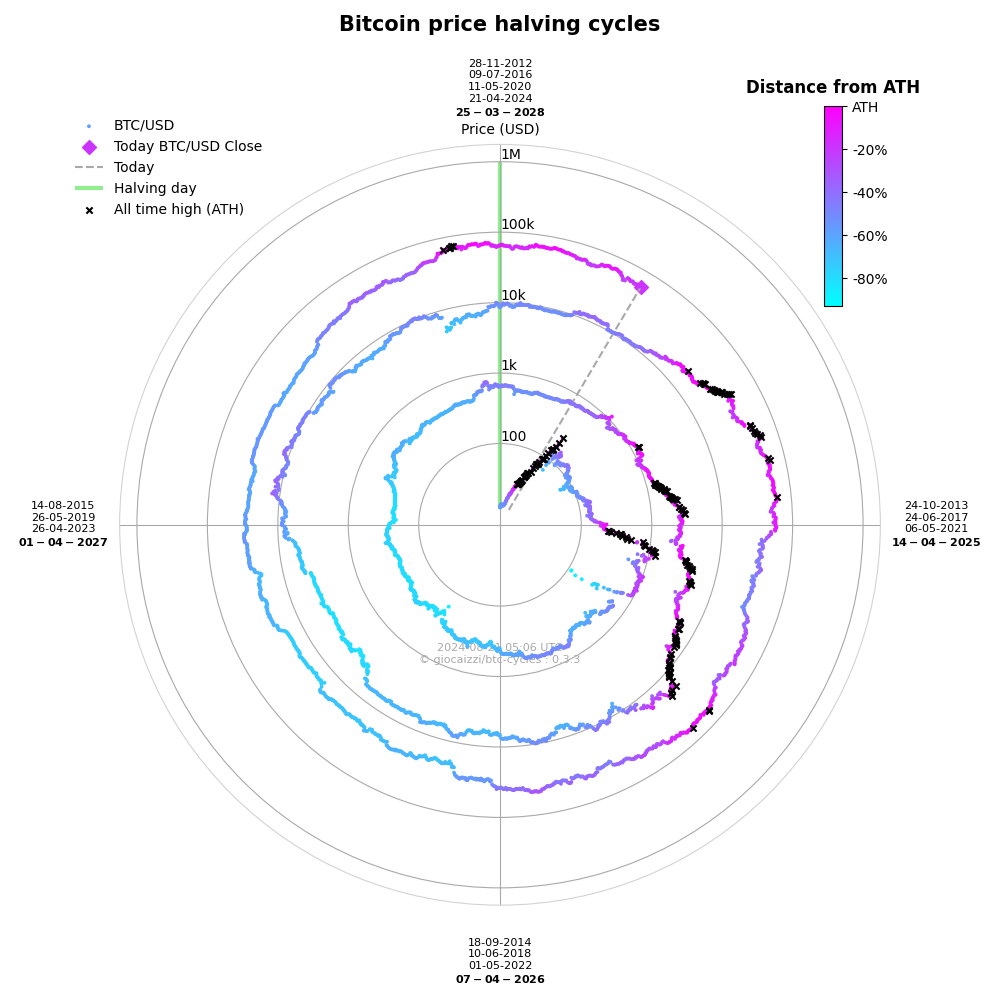 Bitcoin price halving cycles
28-11-2012
09-07-2016
11-05-2020
21-04-2024
25-03-2028
Price (USD)
Distance from ATH
ATH
-20%
-40%
-60%
-80%
BTC/USD
Today BTC/USD Close
Today
Halving day
All time high (ATH)
1M
100k
10k
1k
100
14-08-2015
26-05-2019
26-04-2023
01-04-2027
24-10-2013
24-06-2017
06-05-2021
14-04-2025
05:06 UTC
© giocaizzi/btc-cycles : 0.3.3
18-09-2014
10-06-2018
01-05-2022
07-04-2026